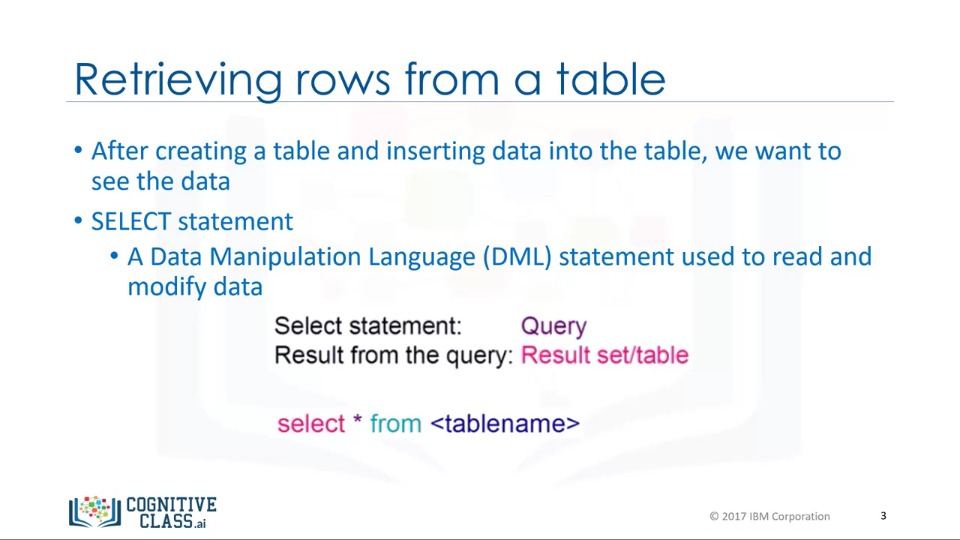 Retrieving rows from a table
• After creating a table and inserting data into the table, we want to
see the data
• SELECT statement
• A Data Manipulation Language (DML) statement used to read and
modify data
Select statement: Query
Result from the query: Result set/table
select * from <tablename>
COGNITIVE
CLASS.ai
© 2017 IBM Corporation 3